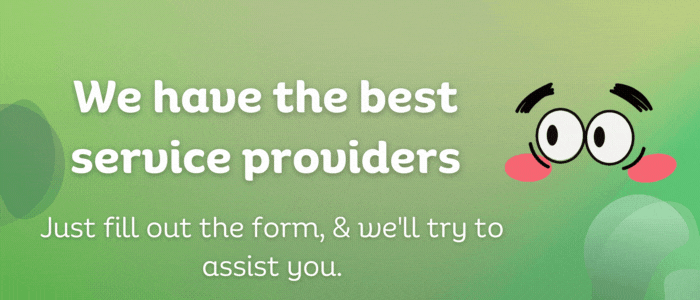 We have the best
service providers
Just fill out the form, & we'll try to
assist you.